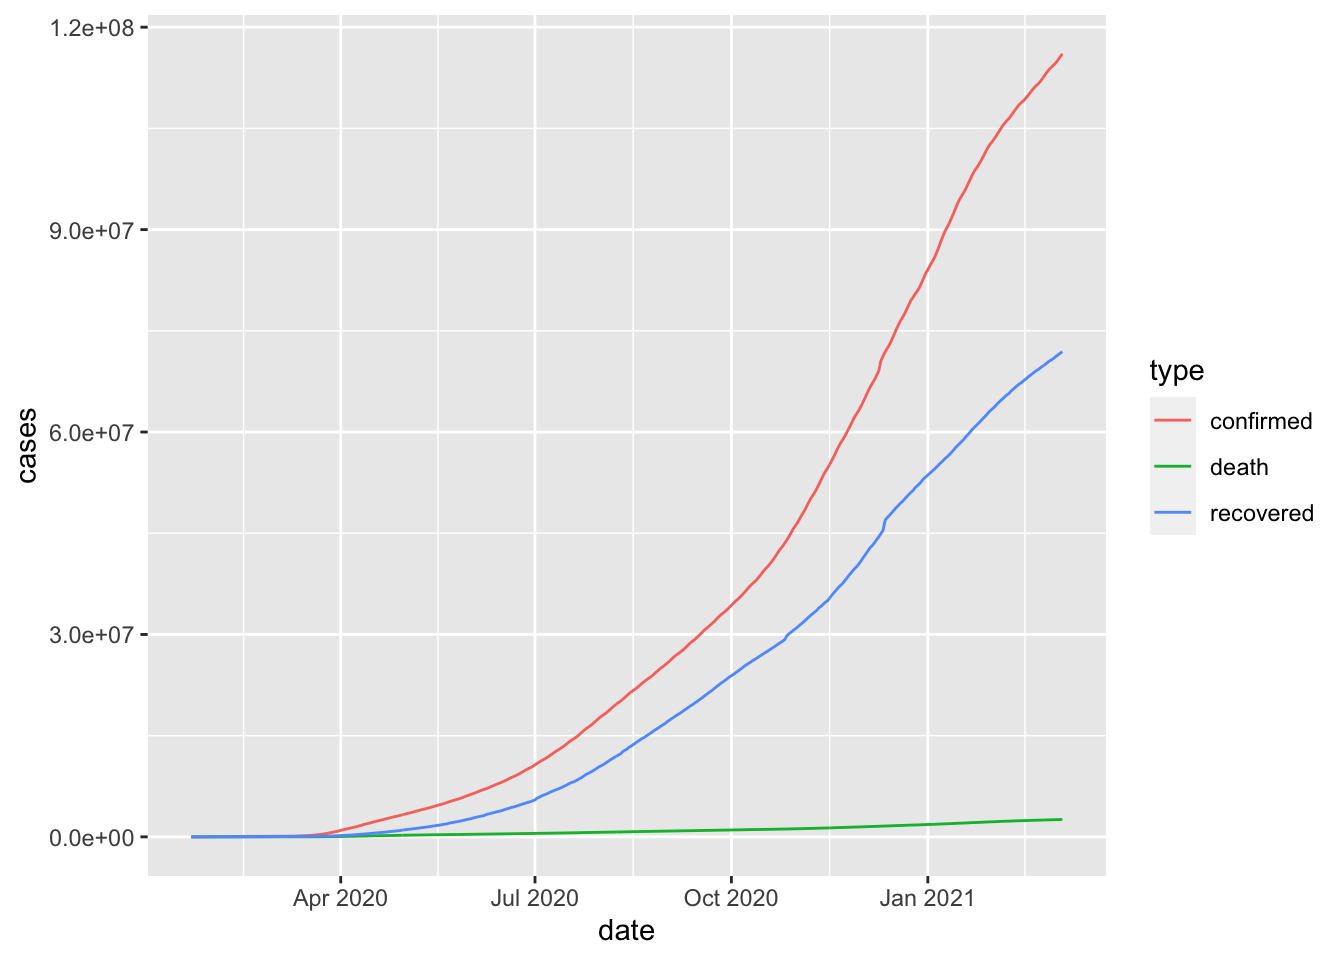 1.2e+08
9.0e+07
6.0e+07
3.0e+07
0.0e+00
cases
Apr 2020
Jul 2020
Oct 2020
Jan 2021
date
type
confirmed
death
recovered